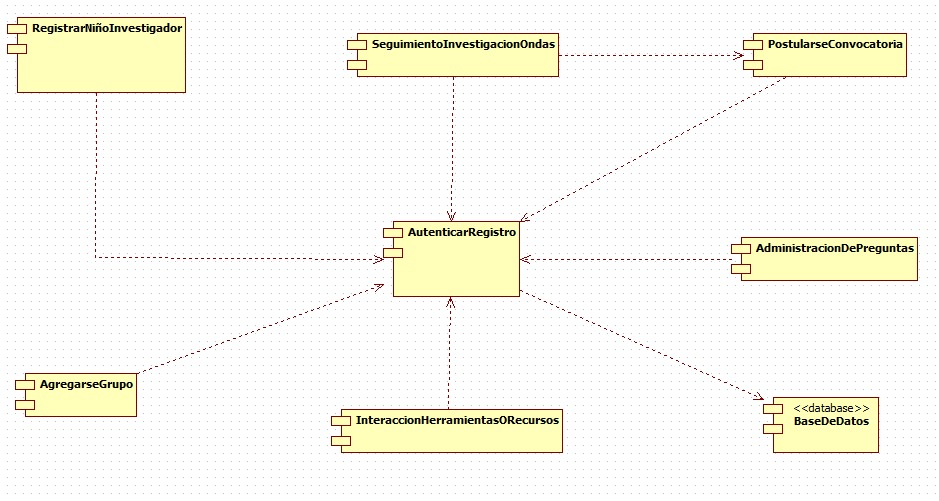 RegistrarNiñoInvestigador
SeguimientoInvestigacionOndas
PostularseConvocatoria
AutenticarRegistro
AdministracionDePreguntas
AgregarseGrupo
InteraccionHerramientasORecursos
<<database>>
BaseDeDatos